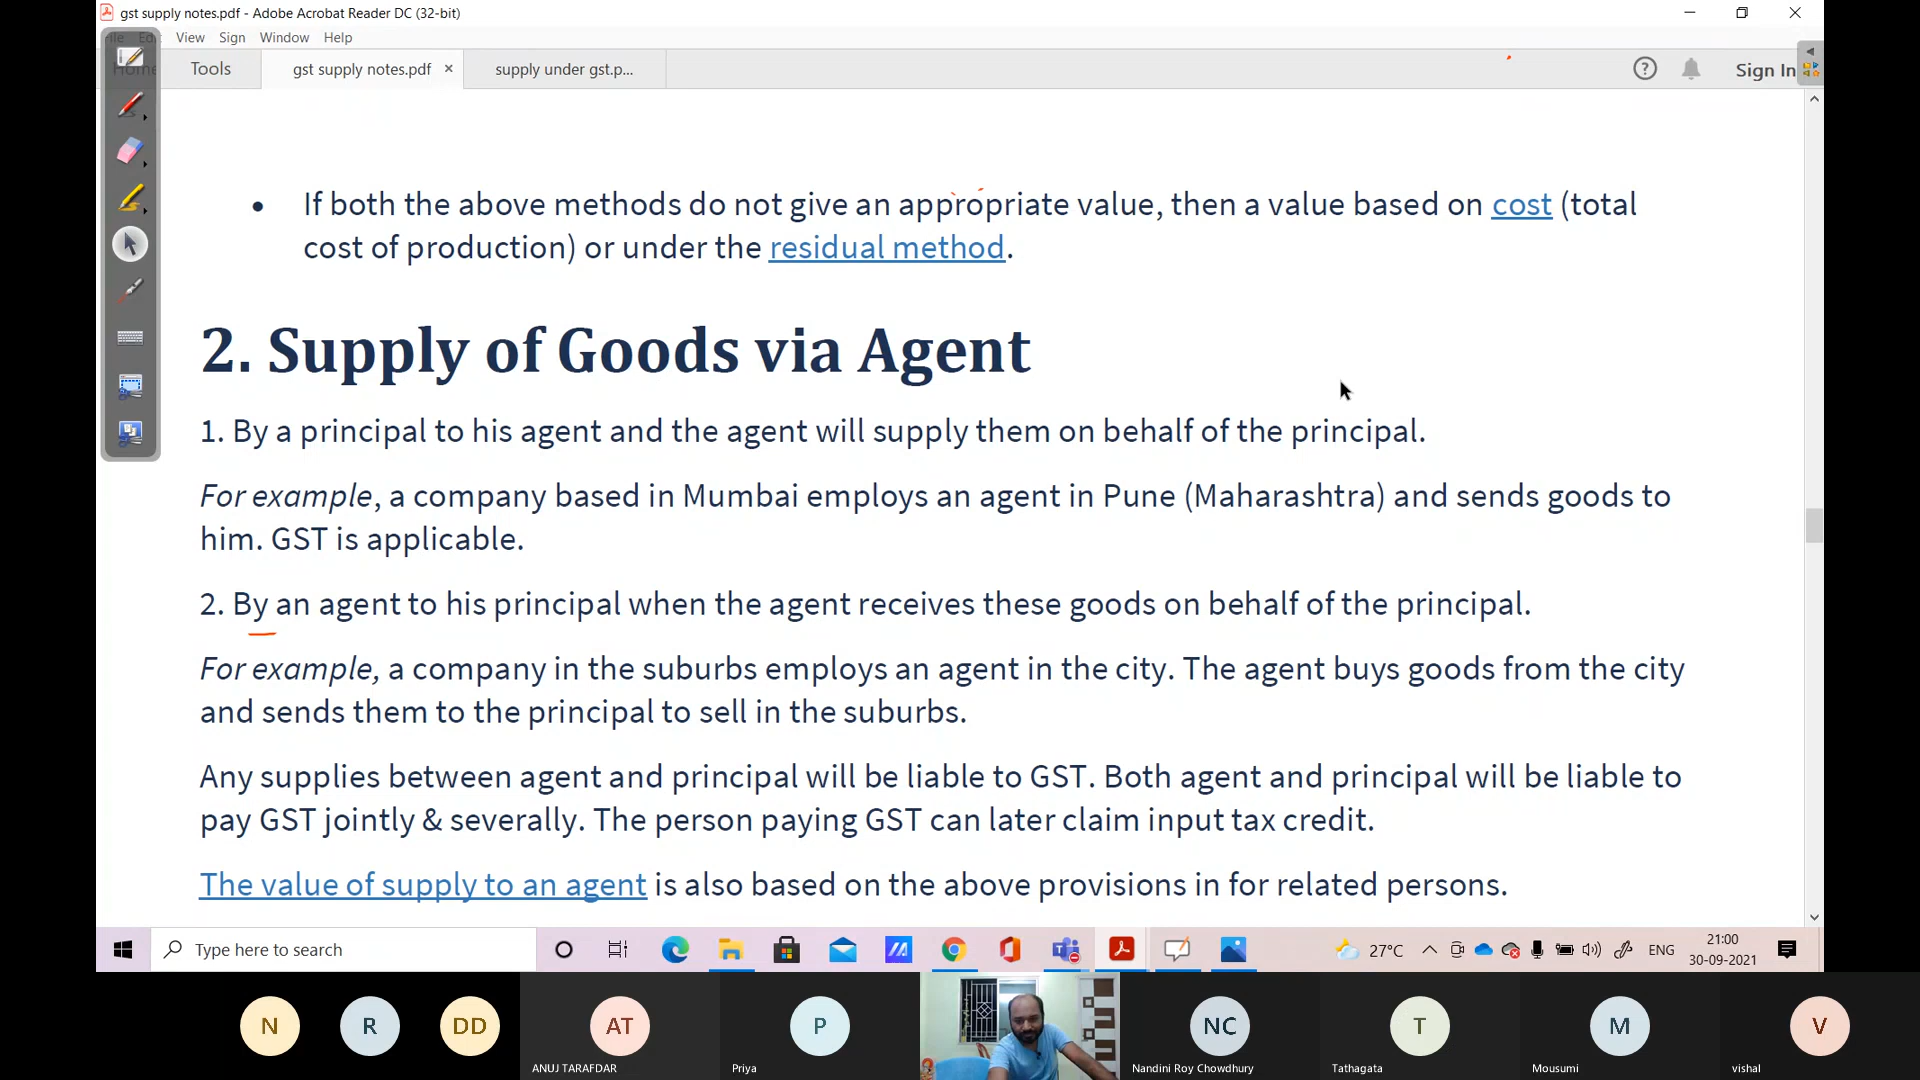 gst supply notes.pdf - Adobe Acrobat Reader DC (32-bit)
View Sign Window Help
Home Tools gst supply notes.pdf × supply under gst.p... Sign In
• If both the above methods do not give an appropriate value, then a value based on cost (total
cost of production) or under the residual method.
2. Supply of Goods via Agent
1. By a principal to his agent and the agent will supply them on behalf of the principal.
For example, a company based in Mumbai employs an agent in Pune (Maharashtra) and sends goods to
him. GST is applicable.
2. By an agent to his principal when the agent receives these goods on behalf of the principal.
For example, a company in the suburbs employs an agent in the city. The agent buys goods from the city
and sends them to the principal to sell in the suburbs.
Any supplies between agent and principal will be liable to GST. Both agent and principal will be liable to
pay GST jointly & severally. The person paying GST can later claim input tax credit.
The value of supply to an agent is also based on the above provisions in for related persons.
Type here to search 27°C ENG 21:00
30-09-2021
N R DD AT P NC T M V
ANUJ TARAFDAR Priya Nandini Roy Chowdhury Tathagata Mousumi vishal